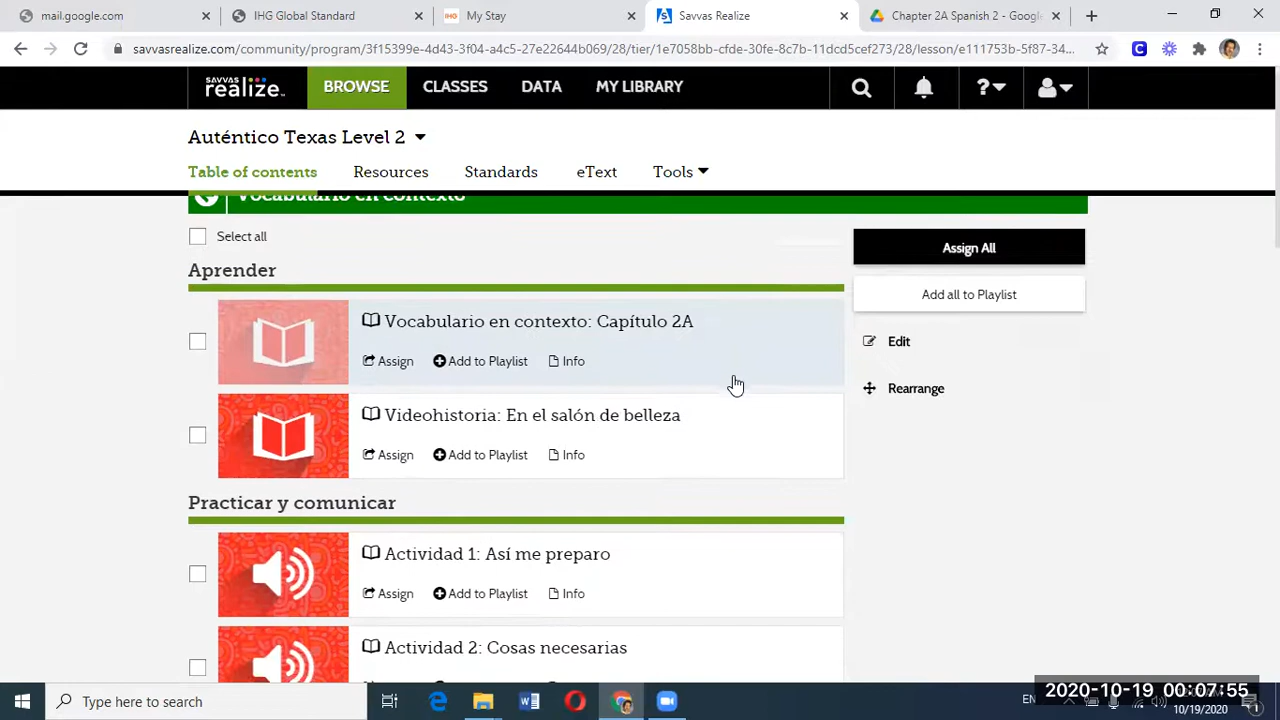 mail.google.com
IHG Global Standard
IHG My Stay
Savvas Realize
Chapter 2A Spanish 2 - Google
savvasrealize.com/community/program/3f15399e-4d13-3f04-a4c5-27e22644b069/28/tier/1e7058bb-cfde-30fe-8c7b-11dcd5cef273/28/lesson/e111753b-5f87-34...
SAVVAS realize BROWSE CLASSES DATA MY LIBRARY
Auténtico Texas Level 2
Table of contents Resources Standards eText Tools
Vocabulario en contexto
Select all
Assign All
Aprender
Add all to Playlist
Vocabulario en contexto: Capítulo 2A
Edit
Assign Add to Playlist Info
Rearrange
Videohistoria: En el salón de belleza
Assign Add to Playlist Info
Practicar y comunicar
Actividad 1: Así me preparo
Assign Add to Playlist Info
Actividad 2: Cosas necesarias
Type here to search
EN
2020-10-19 00:07:55
10/19/2020